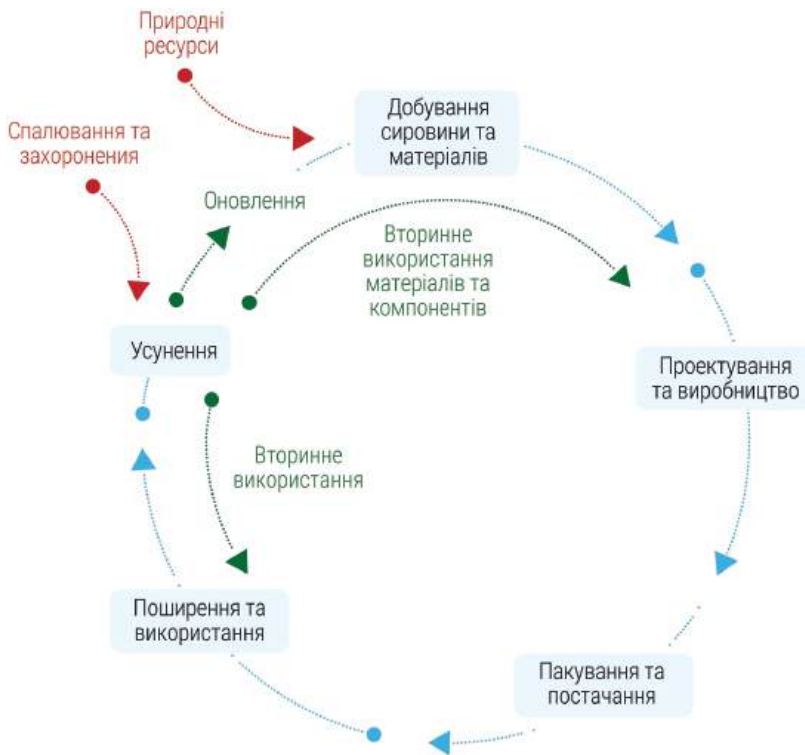 Природні
ресурси
Добування
сировини та
матеріалів
Спалювання та
захоронення
Оновлення
Вторинне
використання
матеріалів та
компонентів
Усунення
Проектування
та виробництво
Вторинне
використання
Поширення та
використання
Пакування та
постачання